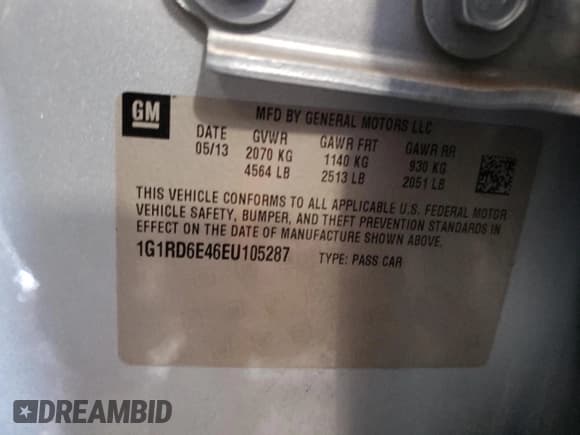 GM
MFD BY GENERAL MOTORS LLC
DATE GVWR GAWR FRT GAWR RR
05/13 2070 KG 1140 KG 930 KG
4564 LB 2513 LB 2051 LB
THIS VEHICLE CONFORMS TO ALL APPLICABLE U.S. FEDERAL MOTOR
VEHICLE SAFETY, BUMPER, AND THEFT PREVENTION STANDARDS IN
EFFECT ON THE DATE OF MANUFACTURE SHOWN ABOVE.
1G1RD6E46EU105287 TYPE: PASS CAR
DREAMBID